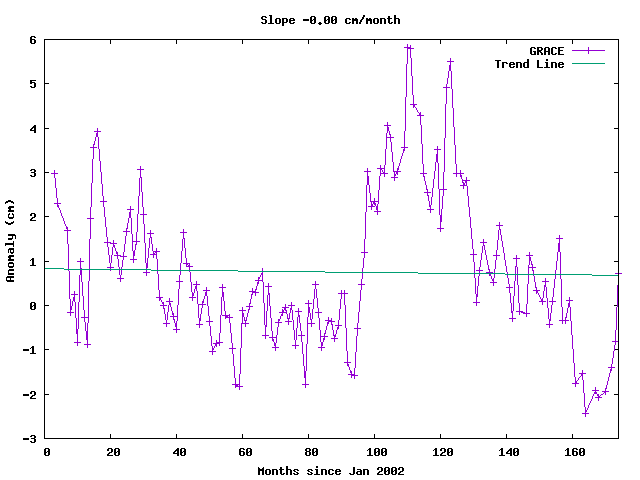 Slope -0.00 cm/month
GRACE
Trend Line
6
5
4
3
2
1
0
-1
-2
-3
Anomaly (cm)
0 20 40 60 80 100 120 140 160
Months since Jan 2002